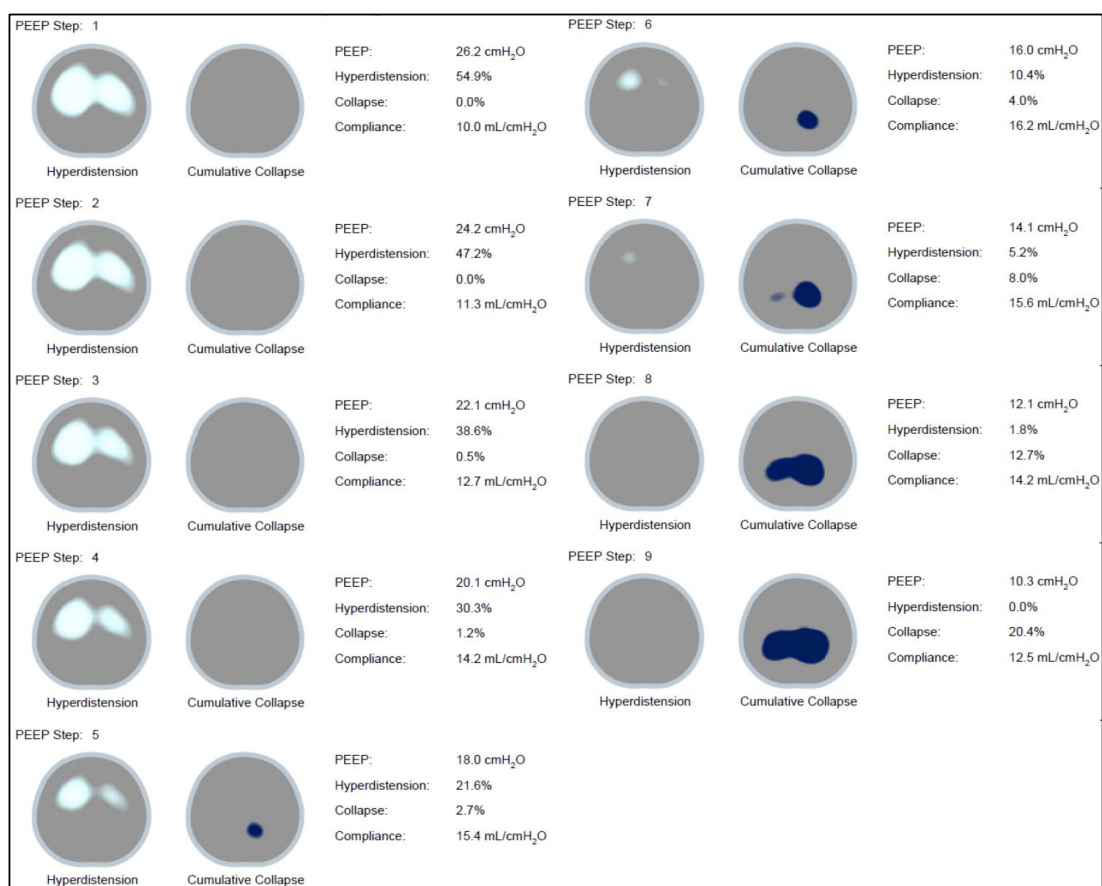 PEEP Step: 1
PEEP: 26.2 cmH₂O
Hyperdistension: 54.9%
Collapse: 0.0%
Compliance: 10.0 mL/cmH₂O
Hyperdistension Cumulative Collapse
PEEP Step: 2
PEEP: 24.2 cmH₂O
Hyperdistension: 47.2%
Collapse: 0.0%
Compliance: 11.3 mL/cmH₂O
Hyperdistension Cumulative Collapse
PEEP Step: 3
PEEP: 22.1 cmH₂O
Hyperdistension: 38.6%
Collapse: 0.5%
Compliance: 12.7 mL/cmH₂O
Hyperdistension Cumulative Collapse
PEEP Step: 4
PEEP: 20.1 cmH₂O
Hyperdistension: 30.3%
Collapse: 1.2%
Compliance: 14.2 mL/cmH₂O
Hyperdistension Cumulative Collapse
PEEP Step: 5
PEEP: 18.0 cmH₂O
Hyperdistension: 21.6%
Collapse: 2.7%
Compliance: 15.4 mL/cmH₂O
Hyperdistension Cumulative Collapse
PEEP Step: 6
PEEP: 16.0 cmH₂O
Hyperdistension: 10.4%
Collapse: 4.0%
Compliance: 16.2 mL/cmH₂O
Hyperdistension Cumulative Collapse
PEEP Step: 7
PEEP: 14.1 cmH₂O
Hyperdistension: 5.2%
Collapse: 8.0%
Compliance: 15.6 mL/cmH₂O
Hyperdistension Cumulative Collapse
PEEP Step: 8
PEEP: 12.1 cmH₂O
Hyperdistension: 1.8%
Collapse: 12.7%
Compliance: 14.2 mL/cmH₂O
Hyperdistension Cumulative Collapse
PEEP Step: 9
PEEP: 10.3 cmH₂O
Hyperdistension: 0.0%
Collapse: 20.4%
Compliance: 12.5 mL/cmH₂O
Hyperdistension Cumulative Collapse